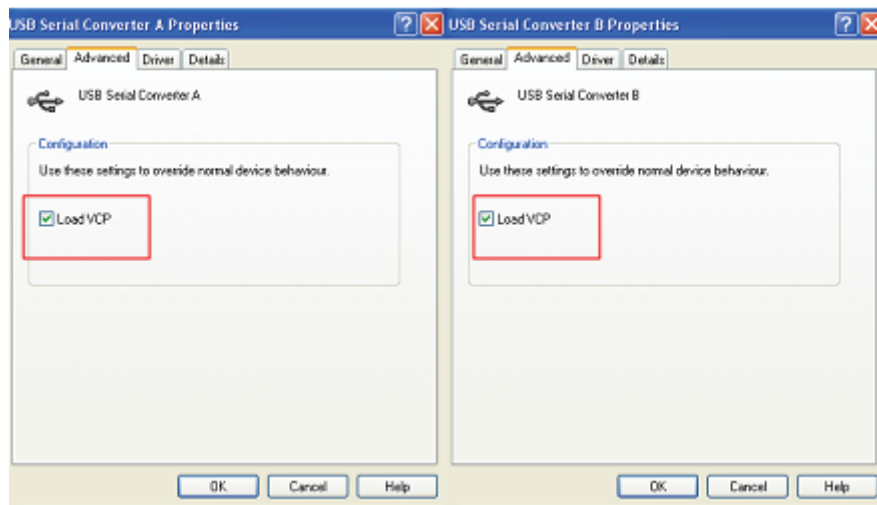 USB Serial Converter A Properties
General Advanced Driver Details
USB Serial Converter A
Configuration
Use these settings to override normal device behaviour.
Load VCP
OK Cancel Help
USB Serial Converter B Properties
General Advanced Driver Details
USB Serial Converter B
Configuration
Use these settings to override normal device behaviour.
Load VCP
OK Cancel Help